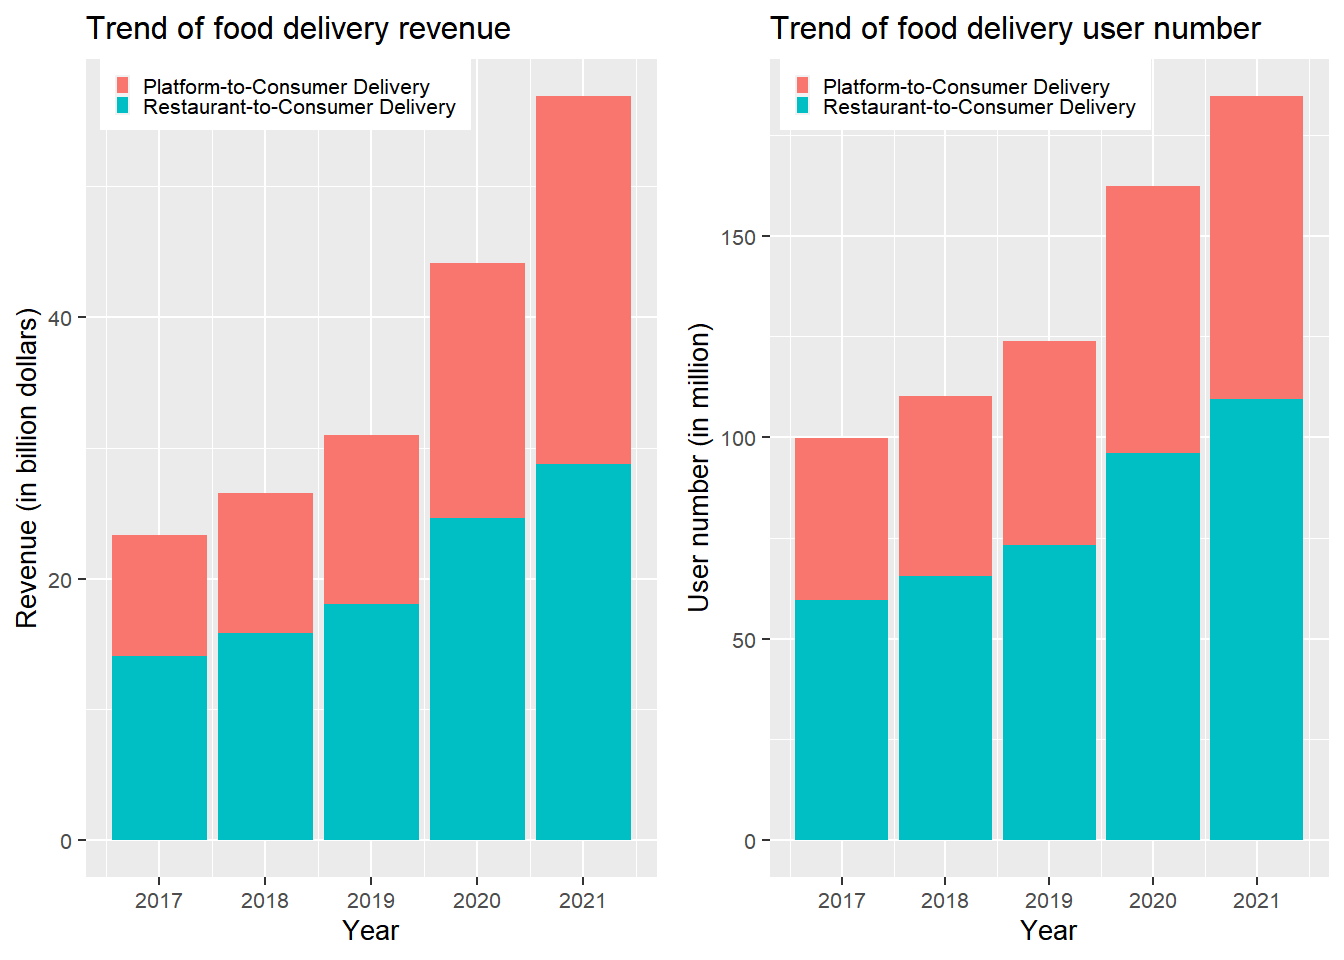 Trend of food delivery revenue
Platform-to-Consumer Delivery
Restaurant-to-Consumer Delivery
Revenue (in billion dollars)
40
20
0
2017 2018 2019 2020 2021
Year
Trend of food delivery user number
Platform-to-Consumer Delivery
Restaurant-to-Consumer Delivery
User number (in million)
150
100
50
0
2017 2018 2019 2020 2021
Year